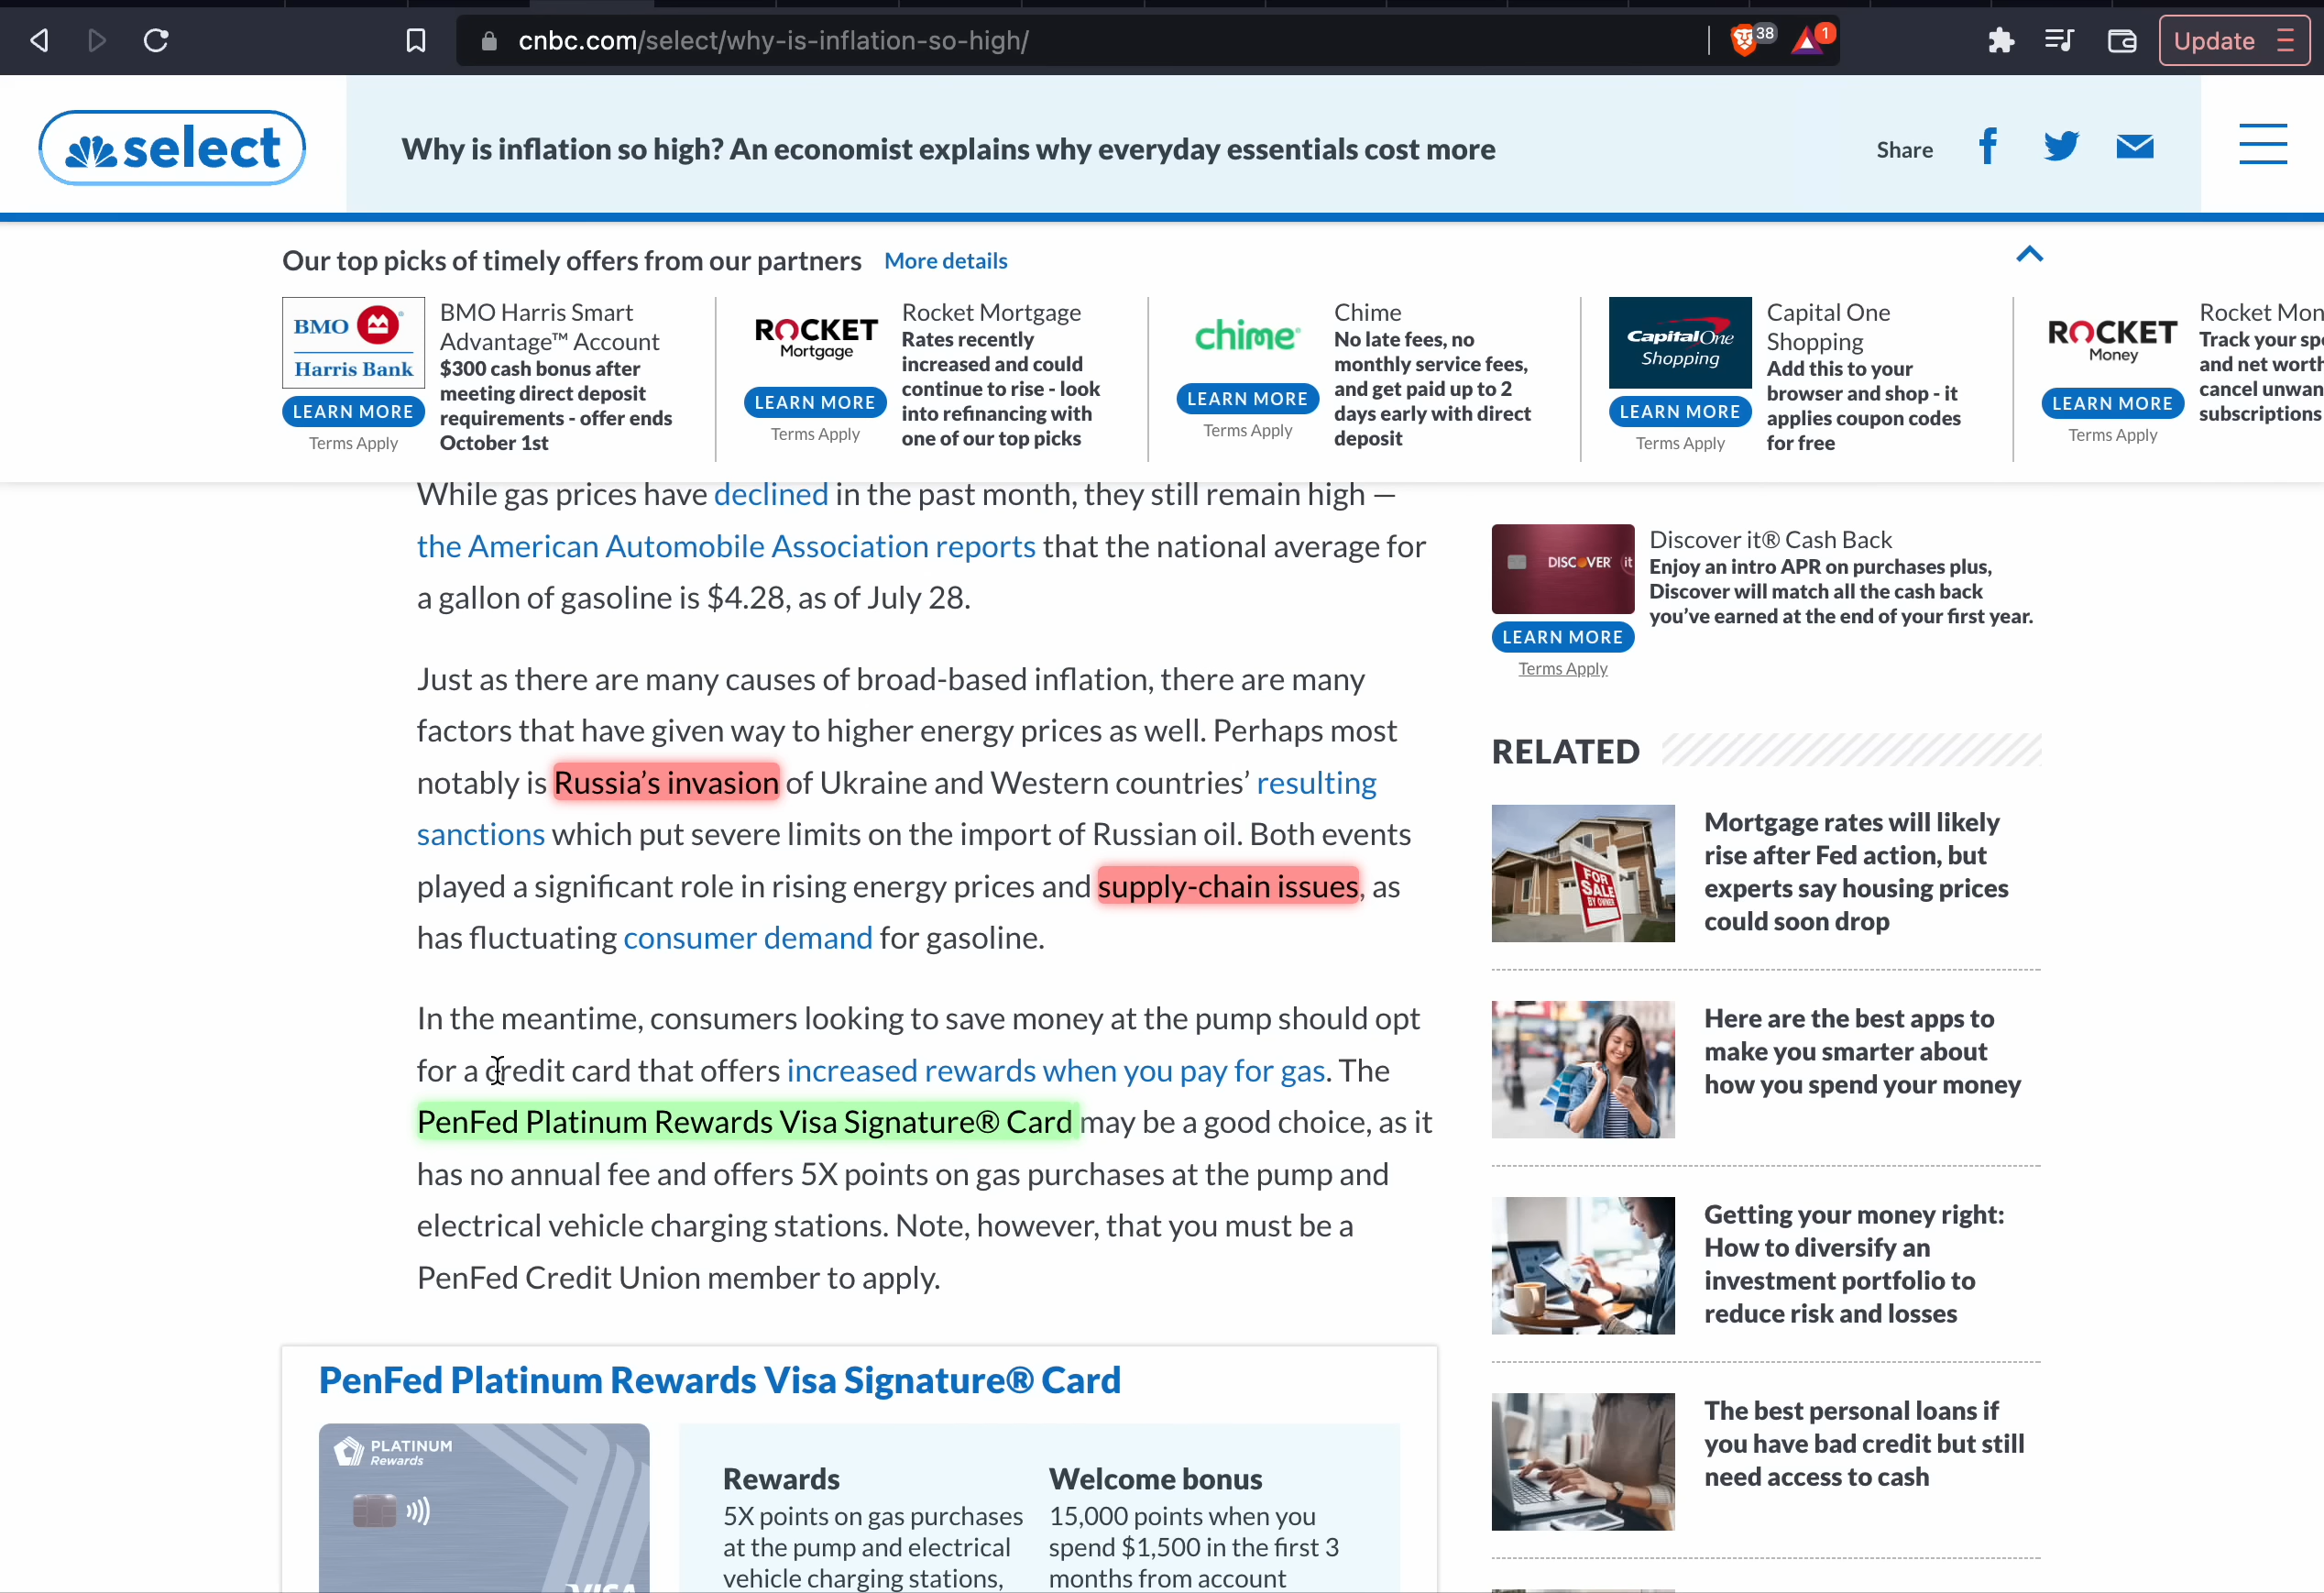 cnbc.com/select/why-is-inflation-so-high/
38
1
Update
select
Why is inflation so high? An economist explains why everyday essentials cost more
Share
Our top picks of timely offers from our partners More details
BMO
Harris Bank
LEARN MORE
Terms Apply
BMO Harris Smart
Advantage™ Account
$300 cash bonus after
meeting direct deposit
requirements - offer ends
October 1st
ROCKET
Mortgage
LEARN MORE
Terms Apply
Rocket Mortgage
Rates recently
increased and could
continue to rise - look
into refinancing with
one of our top picks
chime
LEARN MORE
Terms Apply
Chime
No late fees, no
monthly service fees,
and get paid up to 2
days early with direct
deposit
CapitalOne
Shopping
LEARN MORE
Terms Apply
Capital One
Shopping
Add this to your
browser and shop - it
applies coupon codes
for free
ROCKET
Money
LEARN MORE
Terms Apply
Rocket Mon
Track your spe
and net worth
cancel unwan
subscriptions
While gas prices have declined in the past month, they still remain high —
the American Automobile Association reports that the national average for
a gallon of gasoline is $4.28, as of July 28.
Just as there are many causes of broad-based inflation, there are many
factors that have given way to higher energy prices as well. Perhaps most
notably is Russia’s invasion of Ukraine and Western countries’ resulting
sanctions which put severe limits on the import of Russian oil. Both events
played a significant role in rising energy prices and supply-chain issues, as
has fluctuating consumer demand for gasoline.
In the meantime, consumers looking to save money at the pump should opt
for a credit card that offers increased rewards when you pay for gas. The
PenFed Platinum Rewards Visa Signature® Card may be a good choice, as it
has no annual fee and offers 5X points on gas purchases at the pump and
electrical vehicle charging stations. Note, however, that you must be a
PenFed Credit Union member to apply.
PenFed Platinum Rewards Visa Signature® Card
PLATINUM
Rewards
VISA
Rewards
5X points on gas purchases
at the pump and electrical
vehicle charging stations,
Welcome bonus
15,000 points when you
spend $1,500 in the first 3
months from account
DISCOVER it
LEARN MORE
Terms Apply
Discover it® Cash Back
Enjoy an intro APR on purchases plus,
Discover will match all the cash back
you’ve earned at the end of your first year.
RELATED
FOR
SALE
BY OWNER
Mortgage rates will likely
rise after Fed action, but
experts say housing prices
could soon drop
Here are the best apps to
make you smarter about
how you spend your money
Getting your money right:
How to diversify an
investment portfolio to
reduce risk and losses
The best personal loans if
you have bad credit but still
need access to cash